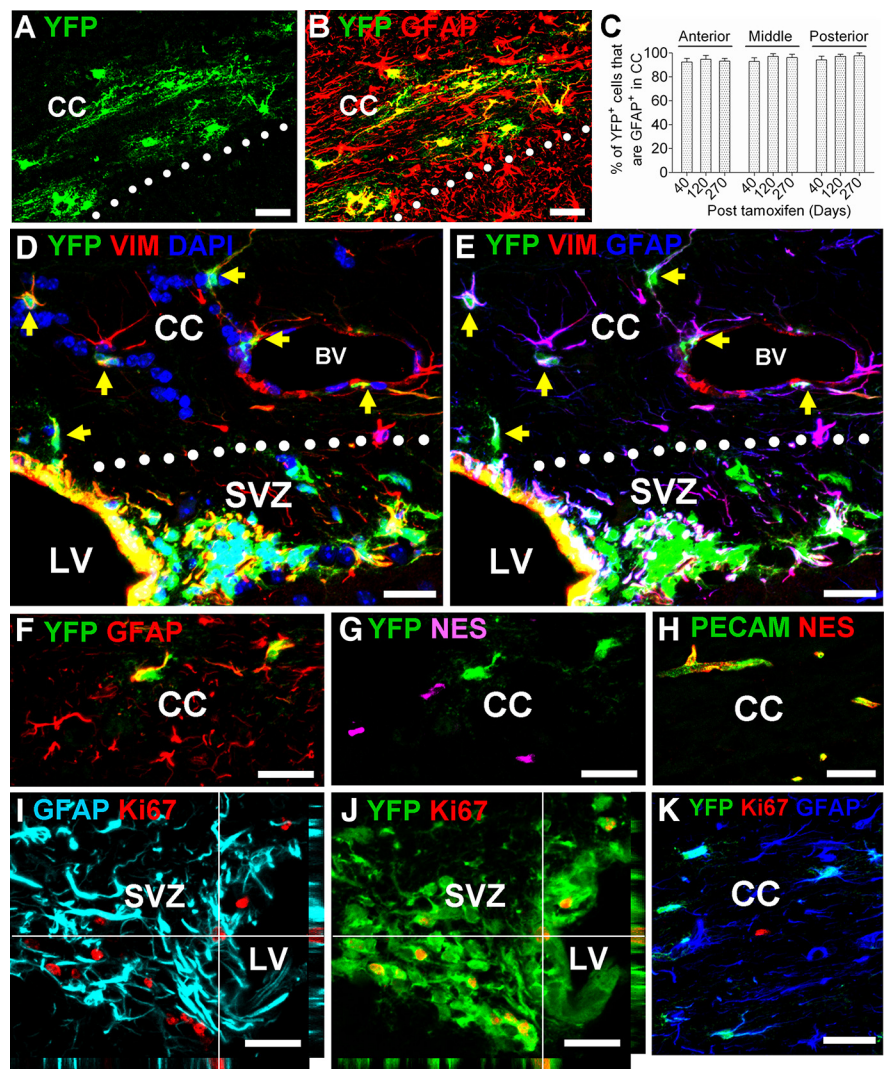 A YFP
CC
B YFP GFAP
CC
C
Anterior Middle Posterior
% of YFP+ cells that
are GFAP+ in CC
100
80
60
40
20
0
40 120 270 40 120 270 40 120 270
Post tamoxifen (Days)
D YFP VIM DAPI
CC
BV
SVZ
LV
E YFP VIM GFAP
CC
BV
SVZ
LV
F YFP GFAP
CC
G YFP NES
CC
H PECAM NES
CC
I GFAP Ki67
SVZ
LV
J YFP Ki67
SVZ
LV
K YFP Ki67 GFAP
CC